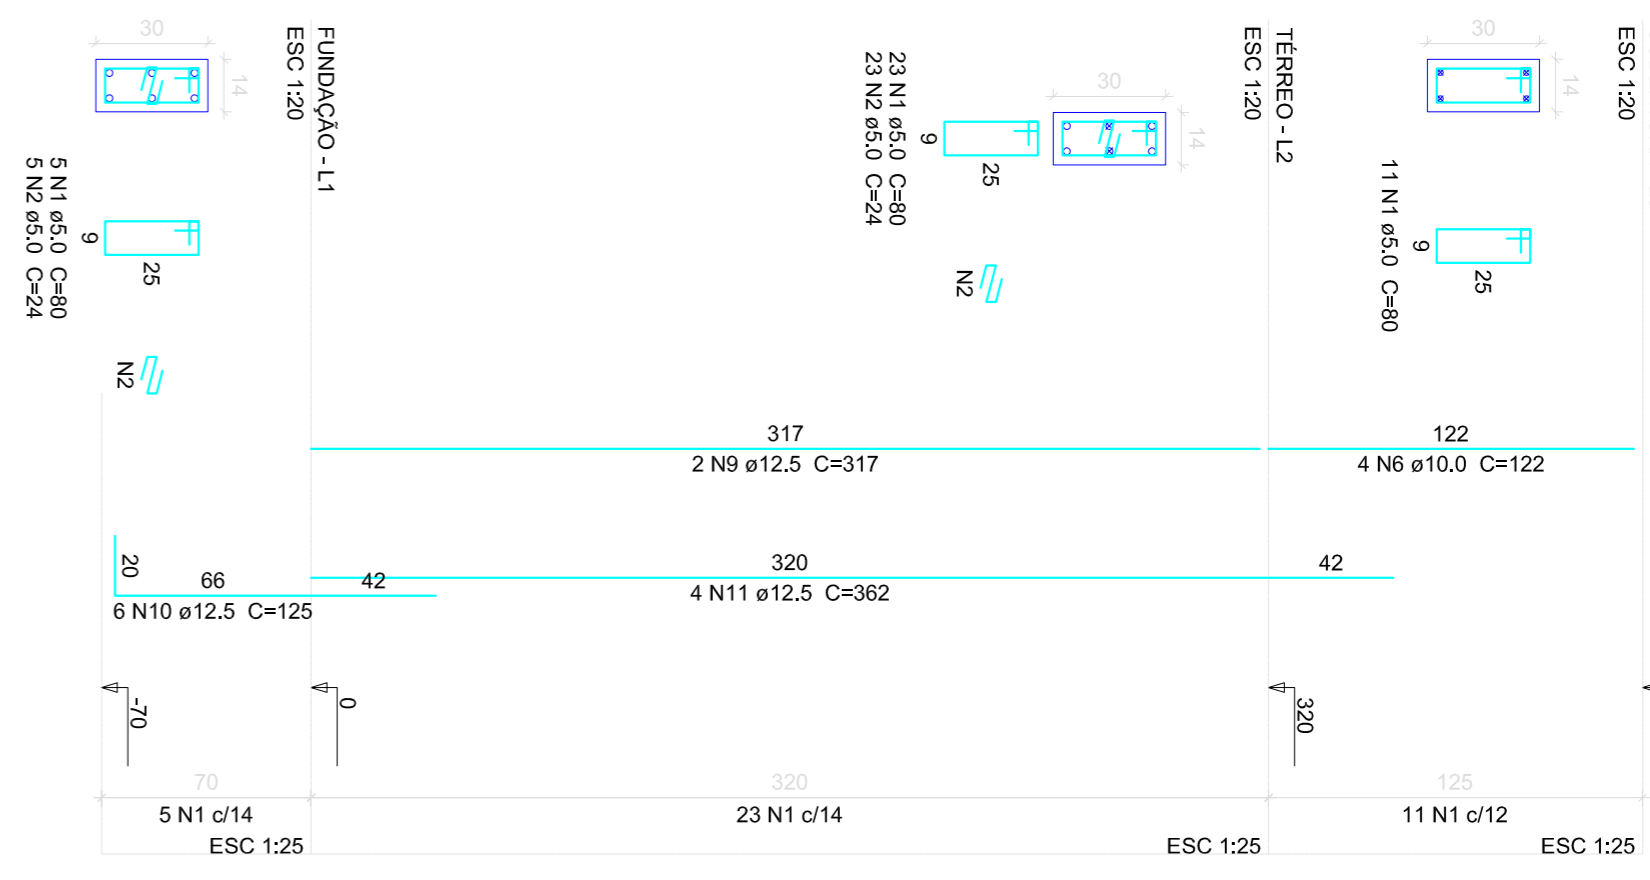 30
14
FUNDAÇÃO - L1
ESC 1:20
5 N1 ø5.0 C=80
5 N2 ø5.0 C=24
9
25
N2
30
14
TÉRREO - L2
ESC 1:20
23 N1 ø5.0 C=80
23 N2 ø5.0 C=24
9
25
N2
30
14
ESC 1:20
11 N1 ø5.0 C=80
9
25
317
2 N9 ø12.5 C=317
122
4 N6 ø10.0 C=122
20
66
42
6 N10 ø12.5 C=125
320
42
4 N11 ø12.5 C=362
-70
0
320
70
320
125
5 N1 c/14
23 N1 c/14
11 N1 c/12
ESC 1:25
ESC 1:25
ESC 1:25